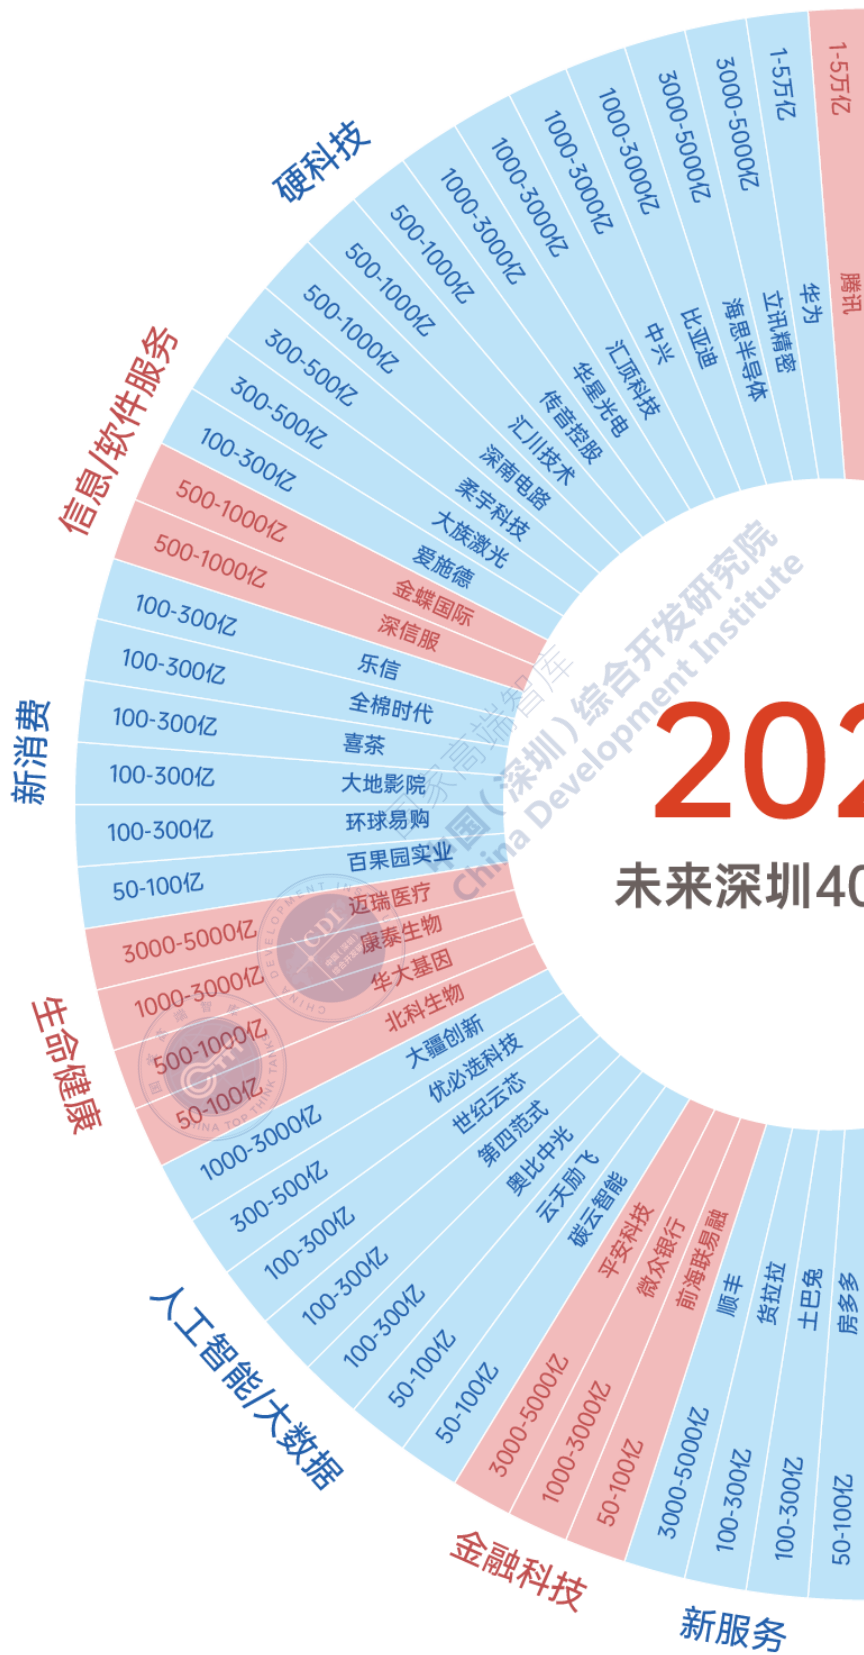 硬科技
1-5万亿
腾讯
1-5万亿
华为
3000-5000亿
立讯精密
3000-5000亿
海思半导体
1000-3000亿
比亚迪
1000-3000亿
中兴
1000-3000亿
汇顶科技
1000-3000亿
华星光电
500-1000亿
传音控股
500-1000亿
汇川技术
500-1000亿
深南电路
300-500亿
柔宇科技
300-500亿
大族激光
100-300亿
爱施德
信息/软件服务
500-1000亿
金蝶国际
500-1000亿
深信服
新消费
100-300亿
乐信
100-300亿
全棉时代
100-300亿
喜茶
100-300亿
大地影院
100-300亿
环球易购
50-100亿
百果园实业
生命健康
3000-5000亿
迈瑞医疗
1000-3000亿
康泰生物
500-1000亿
华大基因
50-100亿
北科生物
人工智能/大数据
1000-3000亿
大疆创新
300-500亿
优必选科技
100-300亿
世纪云芯
100-300亿
第四范式
100-300亿
奥比中光
50-100亿
云天励飞
50-100亿
碳云智能
金融科技
3000-5000亿
平安科技
1000-3000亿
微众银行
50-100亿
前海联易融
新服务
3000-5000亿
顺丰
100-300亿
货拉拉
100-300亿
土巴兔
50-100亿
房多多
202
未来深圳40
国家高端智库
中国（深圳）综合开发研究院
China Development Institute
CDI